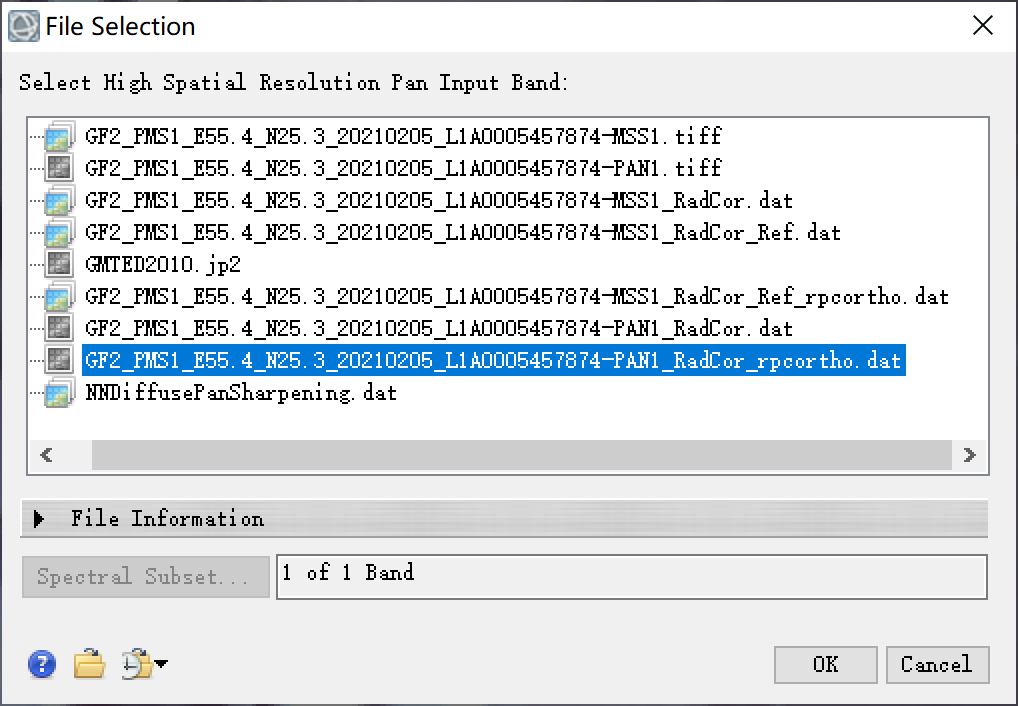 File Selection
Select High Spatial Resolution Pan Input Band:
GF2_PMS1_E55.4_N25.3_20210205_L1A0005457874-MSS1.tiff
GF2_PMS1_E55.4_N25.3_20210205_L1A0005457874-PAN1.tiff
GF2_PMS1_E55.4_N25.3_20210205_L1A0005457874-MSS1_RadCor.dat
GF2_PMS1_E55.4_N25.3_20210205_L1A0005457874-MSS1_RadCor_Ref.dat
GMTED2010.jp2
GF2_PMS1_E55.4_N25.3_20210205_L1A0005457874-MSS1_RadCor_Ref_rpcortho.dat
GF2_PMS1_E55.4_N25.3_20210205_L1A0005457874-PAN1_RadCor.dat
GF2_PMS1_E55.4_N25.3_20210205_L1A0005457874-PAN1_RadCor_rpcortho.dat
NNDiffusePanSharpening.dat
File Information
Spectral Subset... 1 of 1 Band
OK Cancel